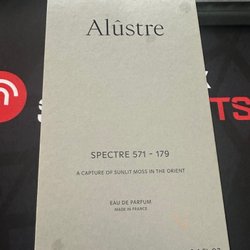 Alûstre
SPECTRE 571 - 179
A CAPTURE OF SUNLIT MOSS IN THE ORIENT
EAU DE PARFUM
MADE IN FRANCE